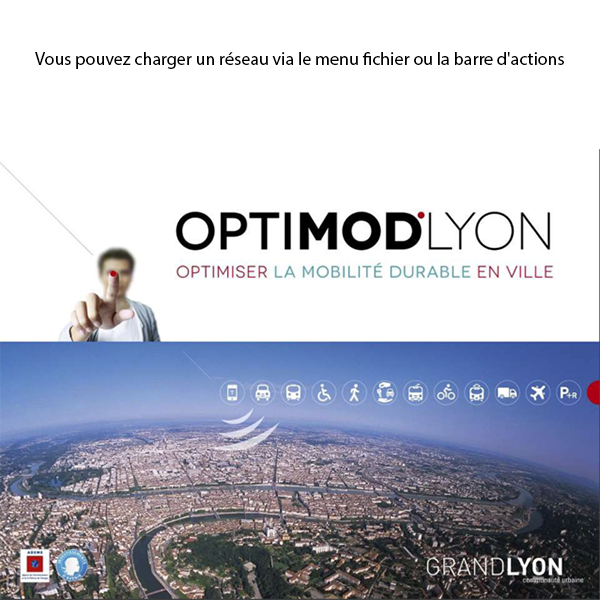 Vous pouvez charger un réseau via le menu fichier ou la barre d'actions
OPTIMOD'LYON
OPTIMISER LA MOBILITÉ DURABLE EN VILLE
P+R
ADEME
GRANDLYON
communauté urbaine